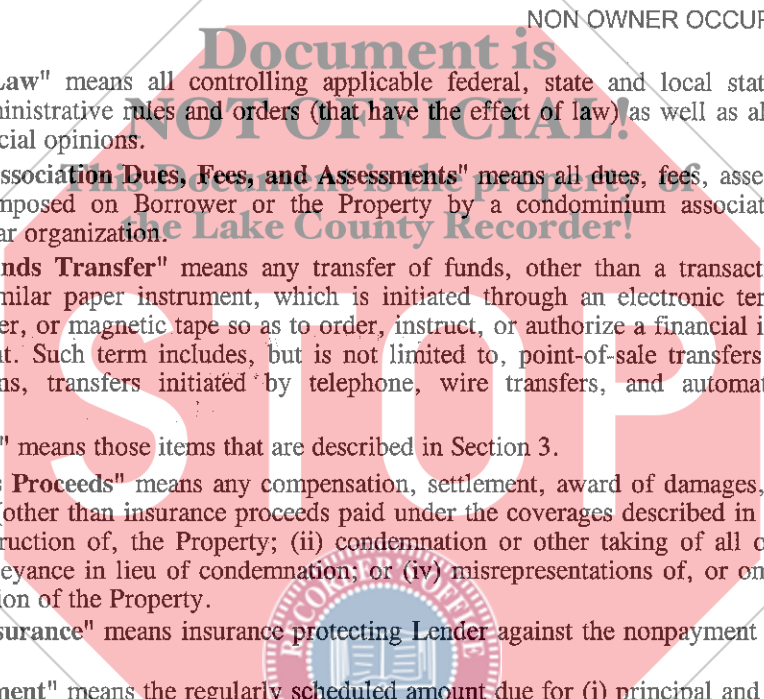 NON OWNER OCCUP
Document is
Law" means all controlling applicable federal, state and local stat
ministrative rules and orders (that have the effect of law) as well as al
NOT OFFICIAL!
cial opinions.
This Document is the property of
ssociation Dues, Fees, and Assessments" means all dues, fees, asse
mposed on Borrower or the Property by a condominium associat
the Lake County Recorder!
ar organization.
nds Transfer" means any transfer of funds, other than a transact
milar paper instrument, which is initiated through an electronic ter
er, or magnetic tape so as to order, instruct, or authorize a financial i
nt. Such term includes, but is not limited to, point-of-sale transfers
ns, transfers initiated by telephone, wire transfers, and automat
STOP
" means those items that are described in Section 3.
s Proceeds" means any compensation, settlement, award of damages,
(other than insurance proceeds paid under the coverages described in
ruction of, the Property; (ii) condemnation or other taking of all o
eyance in lieu of condemnation; or (iv) misrepresentations of, or om
ion of the Property.
RECORDER'S OFFICE
surance" means insurance protecting Lender against the nonpayment
ment" means the regularly scheduled amount due for (i) principal and